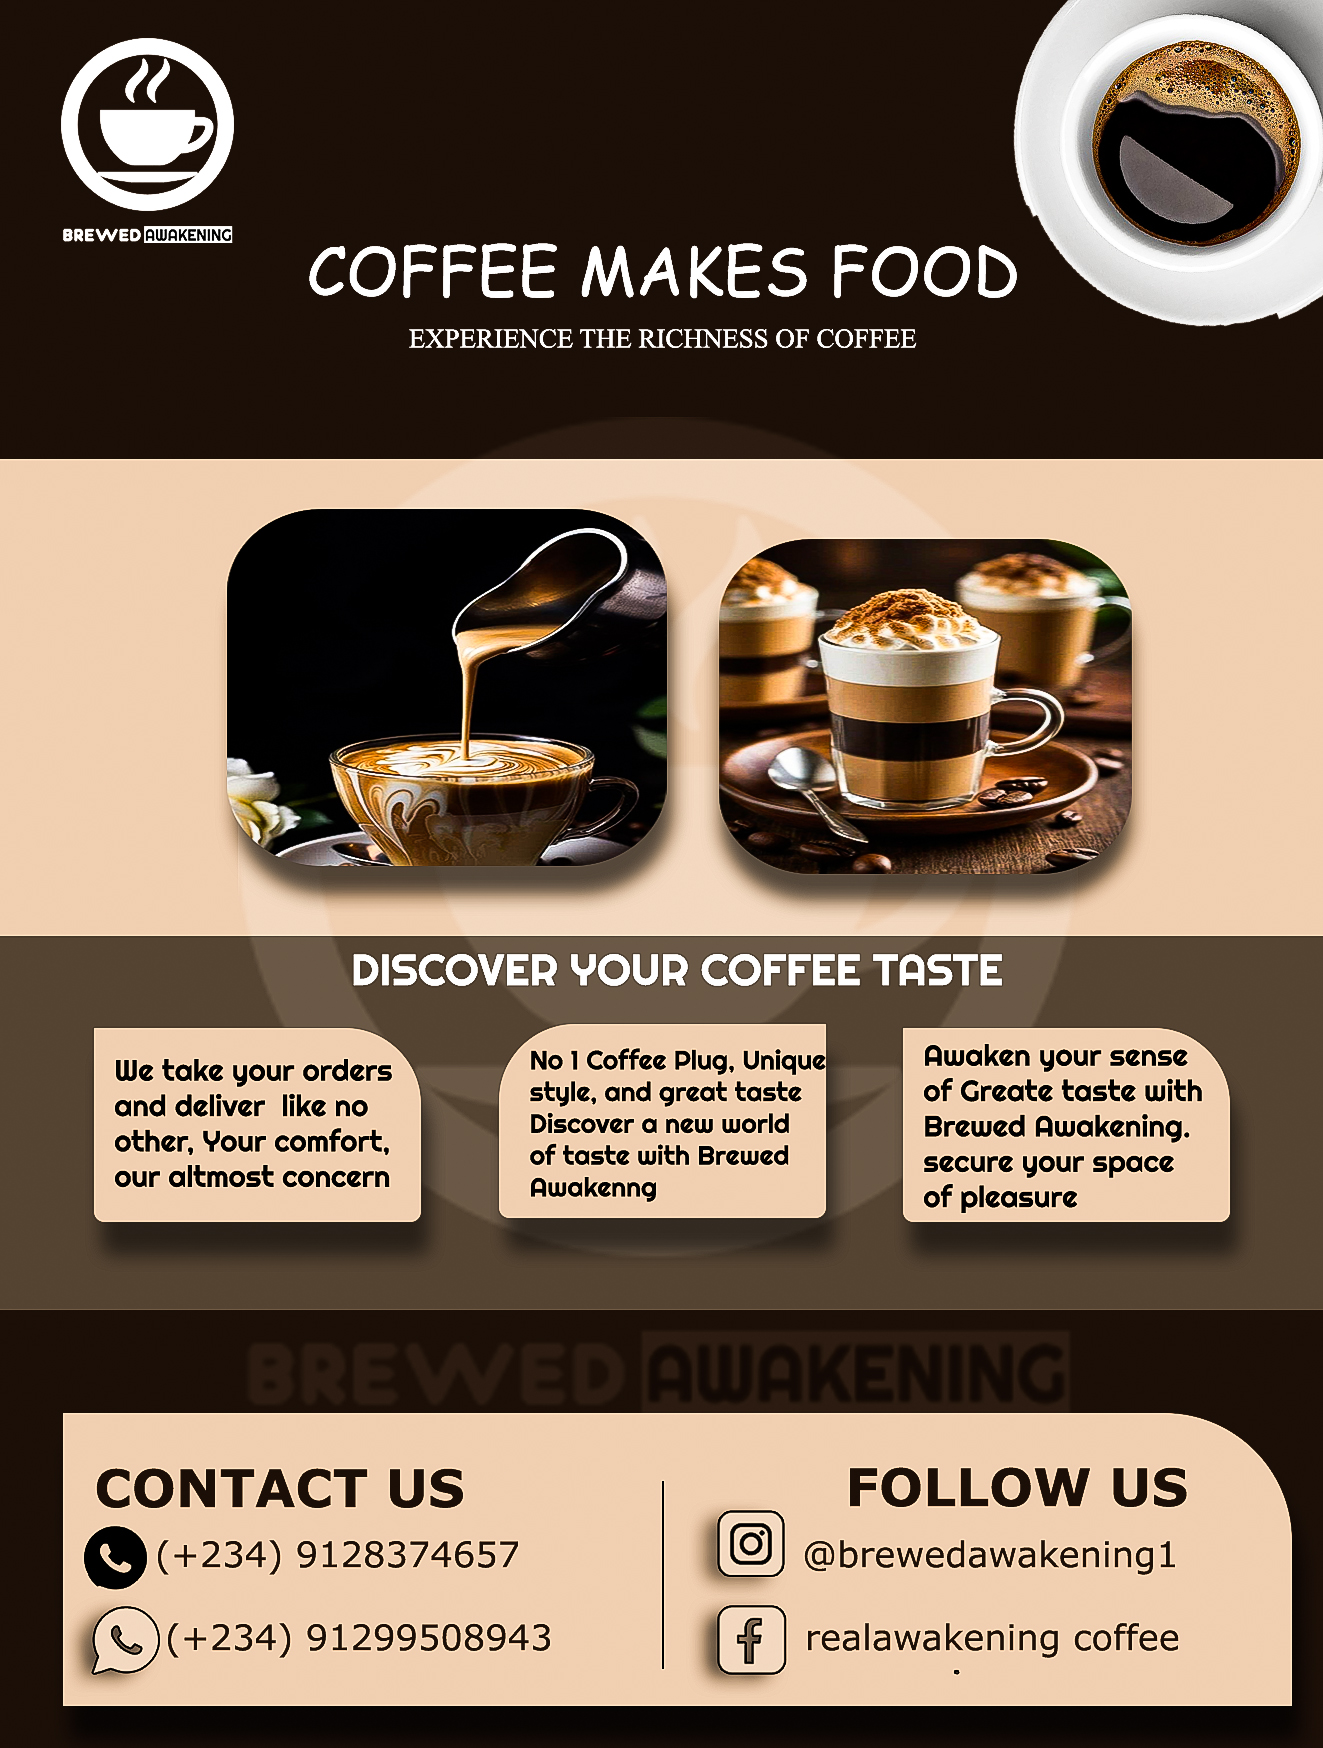 BREWED AWAKENING
COFFEE MAKES FOOD
EXPERIENCE THE RICHNESS OF COFFEE
DISCOVER YOUR COFFEE TASTE
We take your orders
and deliver  like no
other, Your comfort,
our altmost concern
No 1 Coffee Plug, Unique
style, and great taste
Discover a new world
of taste with Brewed
Awakenng
Awaken your sense
of Greate taste with
Brewed Awakening.
secure your space
of pleasure
BREWED AWAKENING
CONTACT US
(+234) 9128374657
(+234) 91299508943
FOLLOW US
@brewedawakening1
realawakening coffee
.